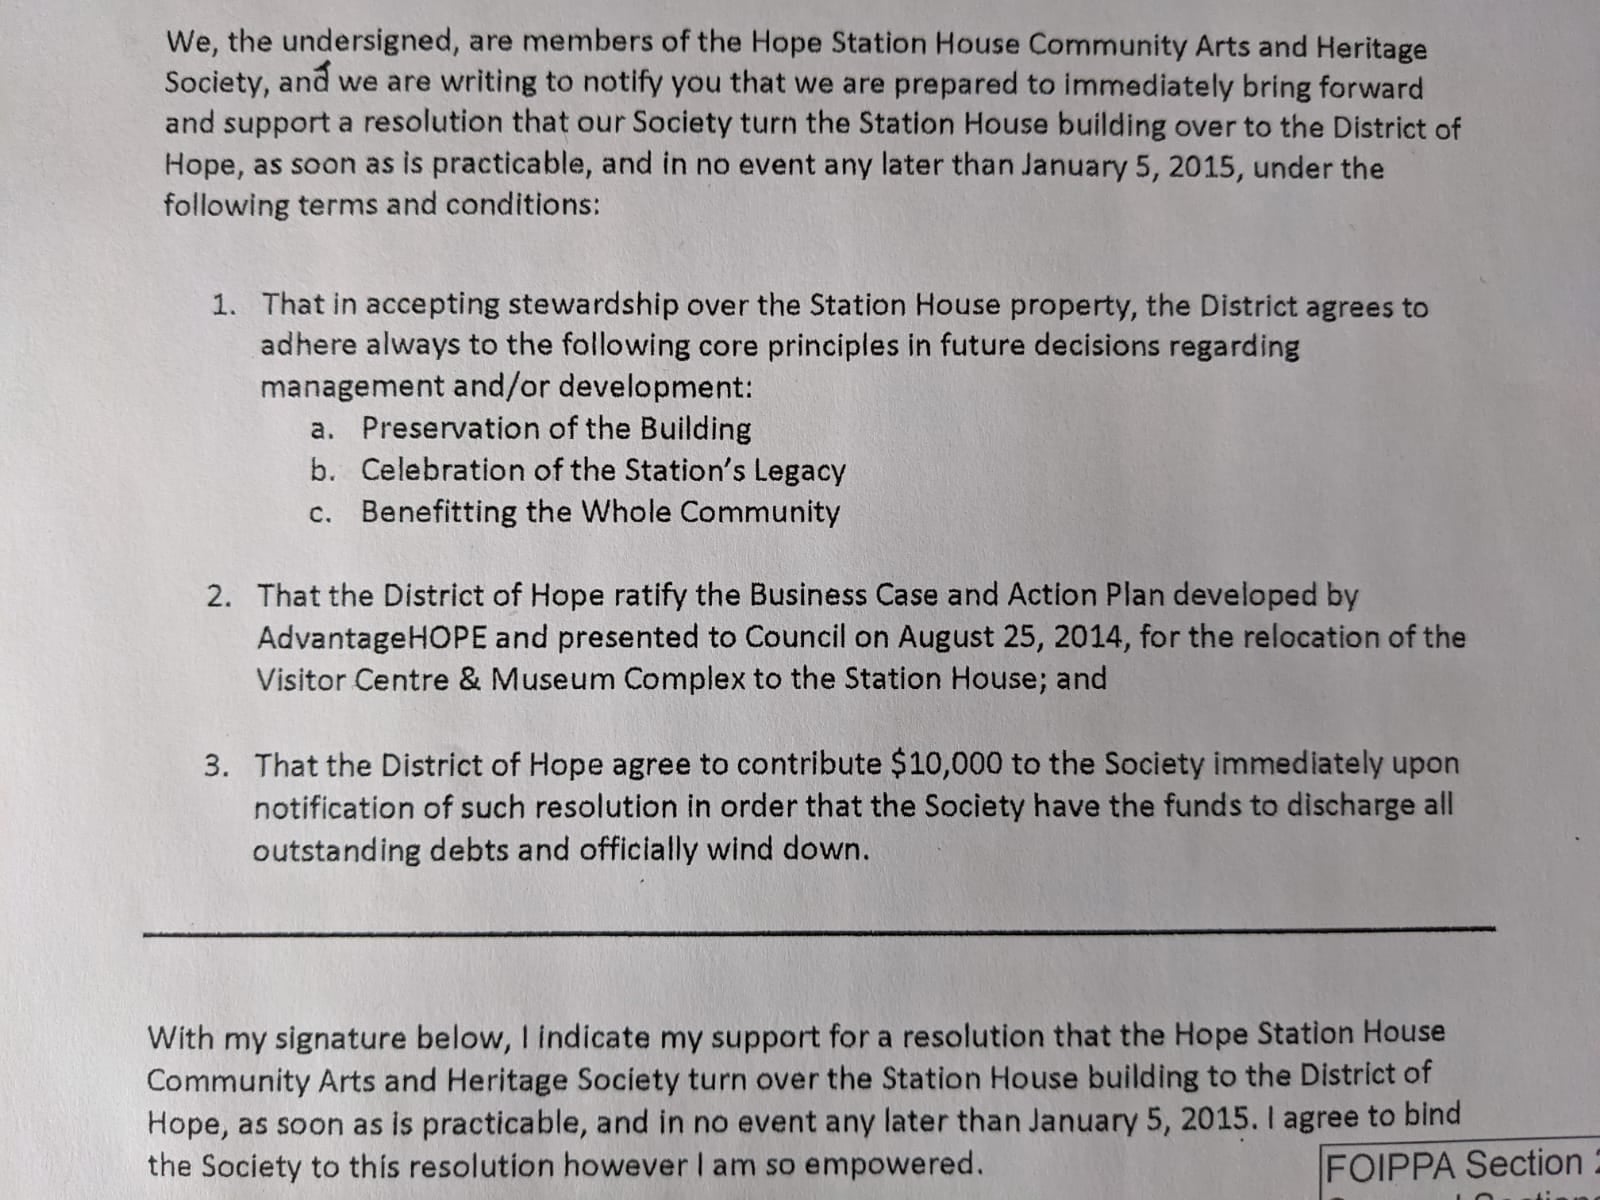 We, the undersigned, are members of the Hope Station House Community Arts and Heritage
Society, and we are writing to notify you that we are prepared to immediately bring forward
and support a resolution that our Society turn the Station House building over to the District of
Hope, as soon as is practicable, and in no event any later than January 5, 2015, under the
following terms and conditions:
1. That in accepting stewardship over the Station House property, the District agrees to
adhere always to the following core principles in future decisions regarding
management and/or development:
a. Preservation of the Building
b. Celebration of the Station's Legacy
c. Benefitting the Whole Community
2. That the District of Hope ratify the Business Case and Action Plan developed by
AdvantageHOPE and presented to Council on August 25, 2014, for the relocation of the
Visitor Centre & Museum Complex to the Station House; and
3. That the District of Hope agree to contribute $10,000 to the Society immediately upon
notification of such resolution in order that the Society have the funds to discharge all
outstanding debts and officially wind down.
With my signature below, I indicate my support for a resolution that the Hope Station House
Community Arts and Heritage Society turn over the Station House building to the District of
Hope, as soon as is practicable, and in no event any later than January 5, 2015. I agree to bind
the Society to this resolution however I am so empowered.
FOIPPA Section